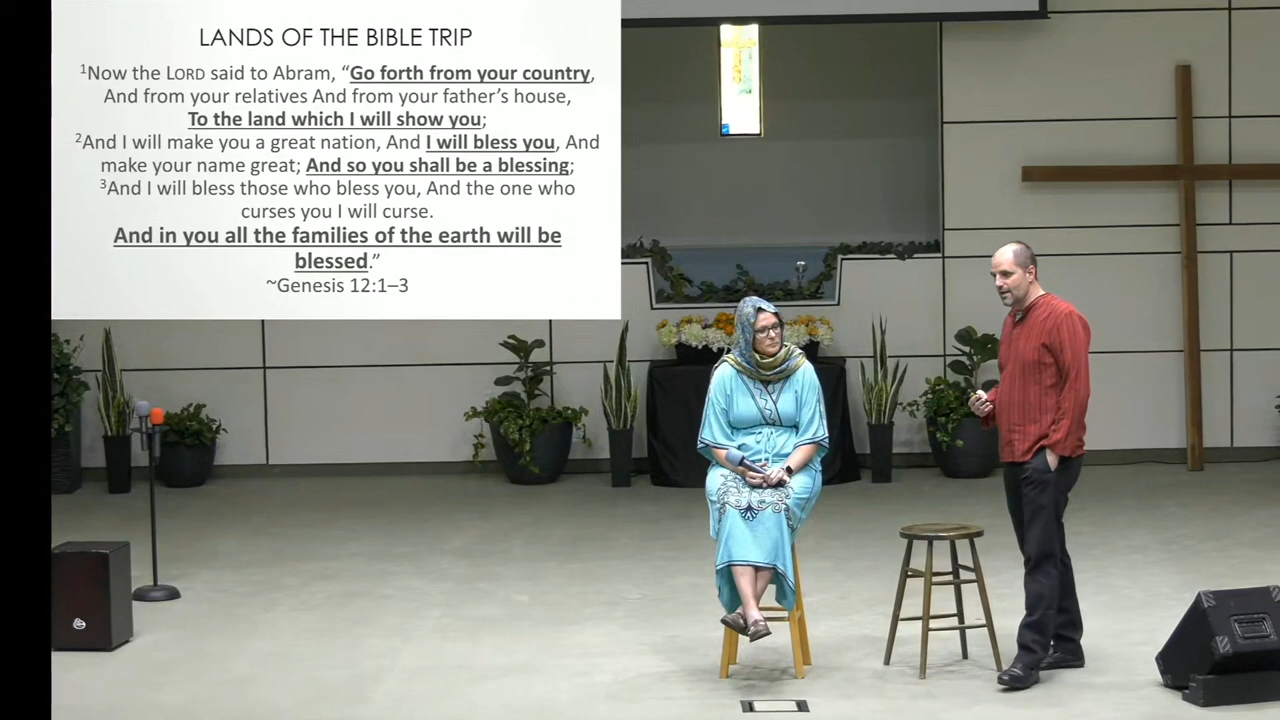 LANDS OF THE BIBLE TRIP
¹Now the LORD said to Abram, “Go forth from your country,
And from your relatives And from your father’s house,
To the land which I will show you;
²And I will make you a great nation, And I will bless you, And
make your name great; And so you shall be a blessing;
³And I will bless those who bless you, And the one who
curses you I will curse.
And in you all the families of the earth will be
blessed.”
~Genesis 12:1–3